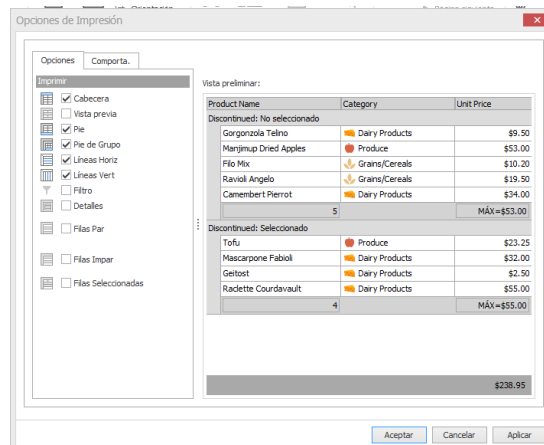 Opciones de Impresión
Opciones
Comporta.
Imprimir
Cabecera
Vista previa
Pie
Pie de Grupo
Líneas Horiz
Líneas Vert
Filtro
Detalles
Filas Par
Filas Impar
Filas Seleccionadas
Vista preliminar:
Product Name Category Unit Price
Discontinued: No seleccionado
Gorgonzola Telino Dairy Products $9.50
Manjimup Dried Apples Produce $53.00
Filo Mix Grains/Cereals $10.20
Ravioli Angelo Grains/Cereals $19.50
Camembert Pierrot Dairy Products $34.00
5 MÁX=$53.00
Discontinued: Seleccionado
Tofu Produce $23.25
Mascarpone Fabioli Dairy Products $32.00
Geitost Dairy Products $2.50
Raclette Courdavault Dairy Products $55.00
4 MÁX=$55.00
$238.95
Aceptar Cancelar Aplicar